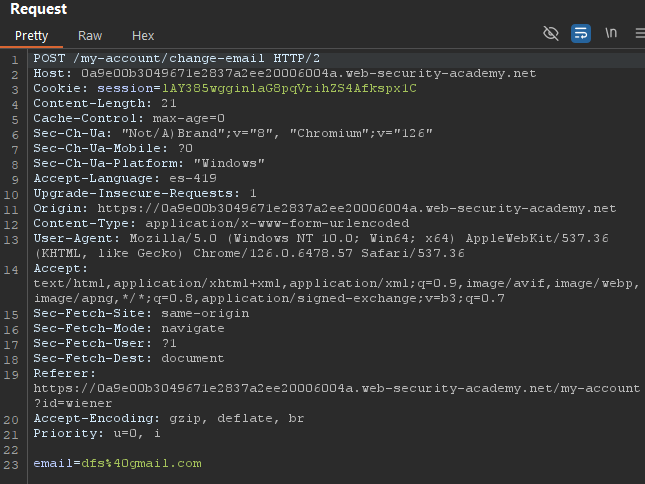 Request
Pretty Raw Hex
\n
1 POST /my-account/change-email HTTP/2
2 Host: 0a9e00b3049671e2837a2ee20006004a.web-security-academy.net
3 Cookie: session=lAY385wgginlaG8pqVrihZS4Afkspx1C
4 Content-Length: 21
5 Cache-Control: max-age=0
6 Sec-Ch-Ua: "Not/A)Brand";v="8", "Chromium";v="126"
7 Sec-Ch-Ua-Mobile: ?0
8 Sec-Ch-Ua-Platform: "Windows"
9 Accept-Language: es-419
10 Upgrade-Insecure-Requests: 1
11 Origin: https://0a9e00b3049671e2837a2ee20006004a.web-security-academy.net
12 Content-Type: application/x-www-form-urlencoded
13 User-Agent: Mozilla/5.0 (Windows NT 10.0; Win64; x64) AppleWebKit/537.36
(KHTML, like Gecko) Chrome/126.0.6478.57 Safari/537.36
14 Accept:
text/html,application/xhtml+xml,application/xml;q=0.9,image/avif,image/webp,
image/apng,*/*;q=0.8,application/signed-exchange;v=b3;q=0.7
15 Sec-Fetch-Site: same-origin
16 Sec-Fetch-Mode: navigate
17 Sec-Fetch-User: ?1
18 Sec-Fetch-Dest: document
19 Referer:
https://0a9e00b3049671e2837a2ee20006004a.web-security-academy.net/my-account
?id=wiener
20 Accept-Encoding: gzip, deflate, br
21 Priority: u=0, i
22
23 email=dfs%40gmail.com